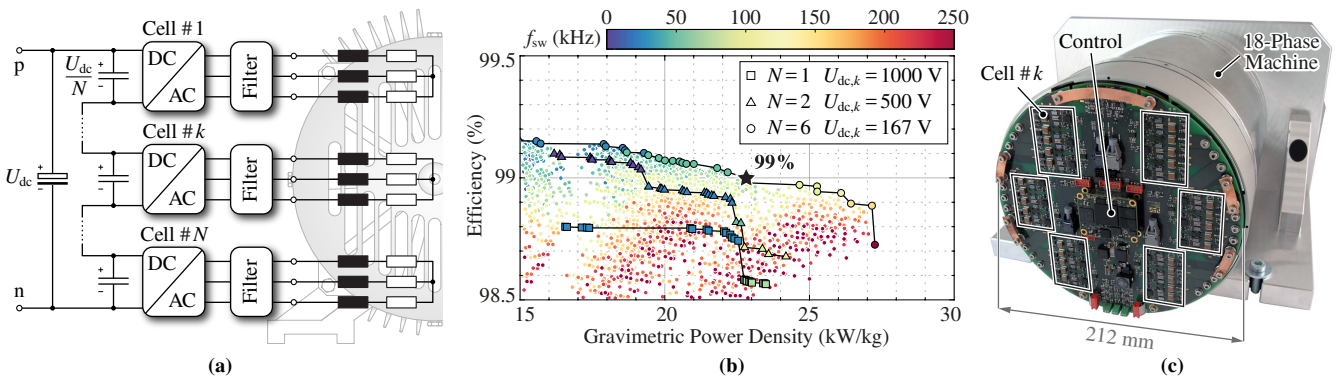 Cell #1
p
U_dc
N
+
-
DC
AC
Filter
Cell #k
U_dc
+
+
-
DC
AC
Filter
Cell #N
n
+
-
DC
AC
Filter
(a)
f_sw (kHz)
0 50 100 150 200 250
99.5
99
98.5
Efficiency (%)
N = 1 U_dc,k = 1000 V
N = 2 U_dc,k = 500 V
N = 6 U_dc,k = 167 V
99%
15 20 25 30
Gravimetric Power Density (kW/kg)
(b)
Control
Cell #k
18-Phase
Machine
212 mm
(c)